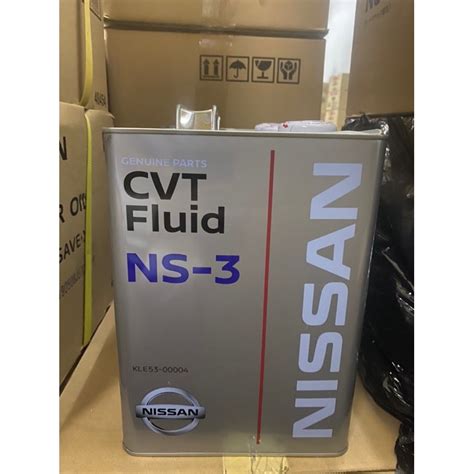 GENUINE PARTS
CVT
Fluid
NS-3
KLE53-00004
NISSAN
NISSAN